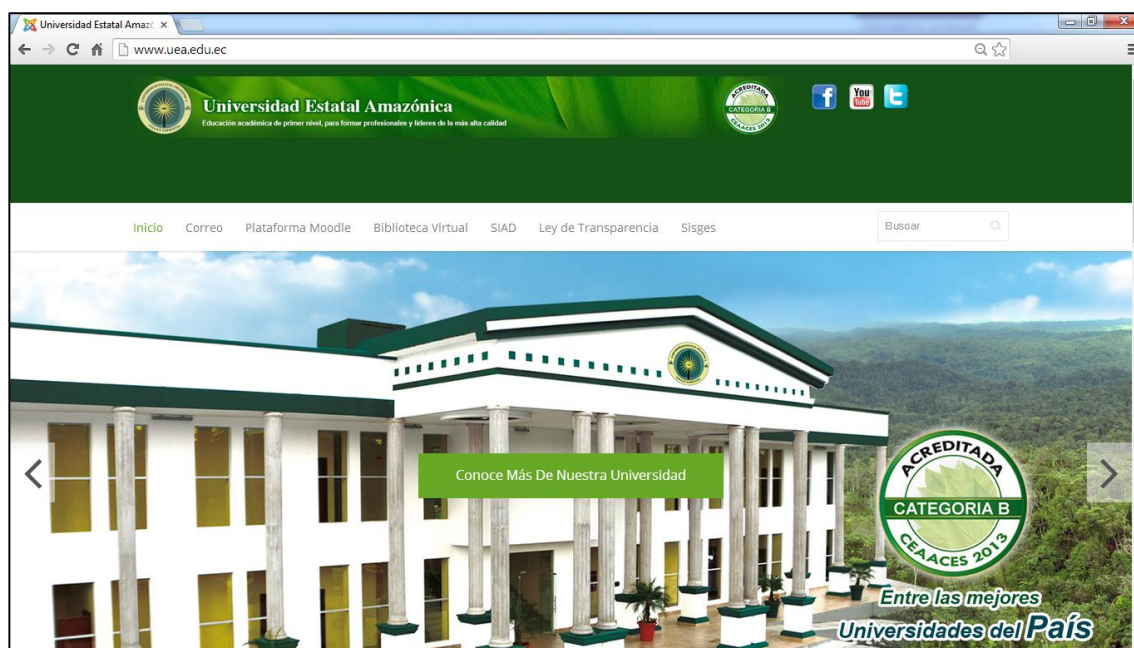 Universidad Estatal Amazó
www.uea.edu.ec
Universidad Estatal Amazónica
Educación académica de primer nivel, para formar profesionales y líderes de la más alta calidad
ACREDITADA
CATEGORIA B
CEAACES 2013
f
You
Tube
t
Inicio Correo Plataforma Moodle Biblioteca Virtual SIAD Ley de Transparencia Sisges
Buscar
Conoce Más De Nuestra Universidad
ACREDITADA
CATEGORIA B
CEAACES 2013
Entre las mejores
Universidades del País